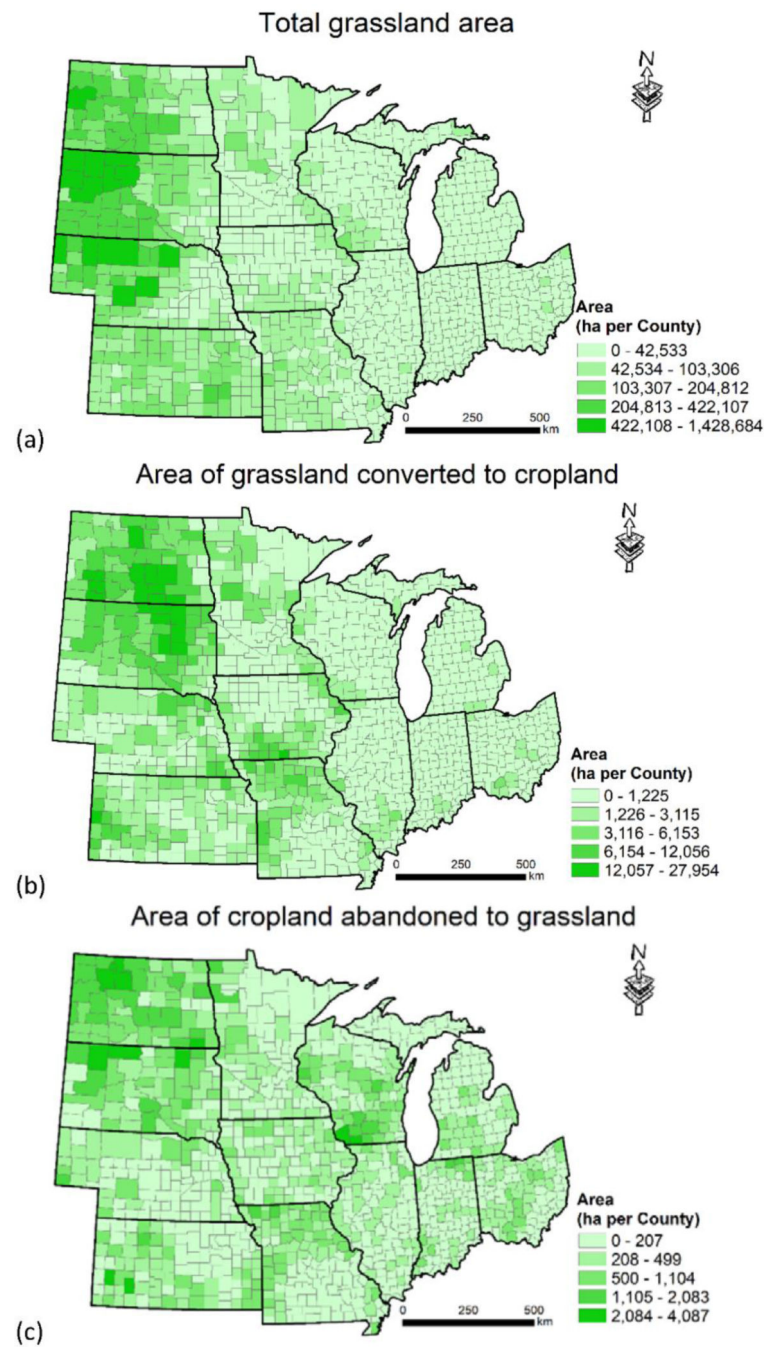 Total grassland area
N
Area
(ha per County)
0 - 42,533
42,534 - 103,306
103,307 - 204,812
204,813 - 422,107
422,108 - 1,428,684
0 250 500
km
(a)
Area of grassland converted to cropland
N
Area
(ha per County)
0 - 1,225
1,226 - 3,115
3,116 - 6,153
6,154 - 12,056
12,057 - 27,954
0 250 500
km
(b)
Area of cropland abandoned to grassland
N
Area
(ha per County)
0 - 207
208 - 499
500 - 1,104
1,105 - 2,083
2,084 - 4,087
0 250 500
km
(c)